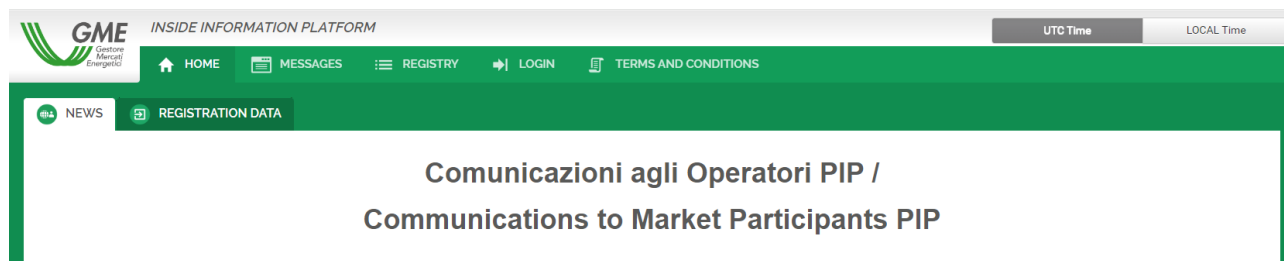 GME
Gestore
Mercati
Energetici
INSIDE INFORMATION PLATFORM
UTC Time
LOCAL Time
HOME
MESSAGES
REGISTRY
LOGIN
TERMS AND CONDITIONS
NEWS
REGISTRATION DATA
Comunicazioni agli Operatori PIP /
Communications to Market Participants PIP